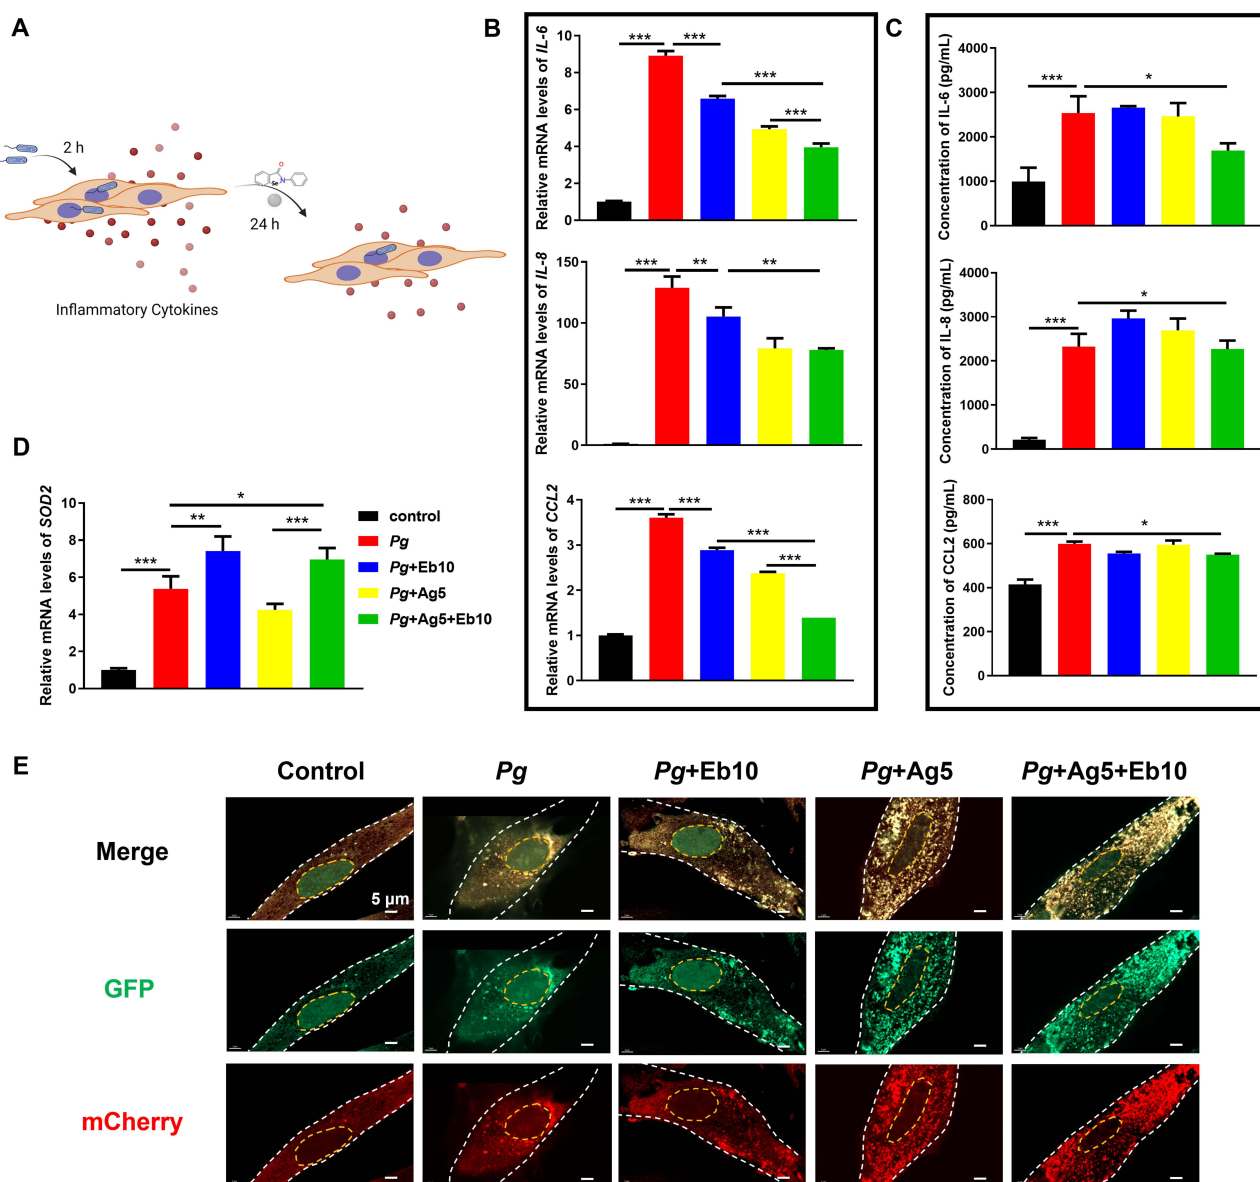 A
2 h
O
Se
N
24 h
Inflammatory Cytokines
B
Relative mRNA levels of IL-6
10
8
6
4
2
0
***
***
***
***
Relative mRNA levels of IL-8
150
100
50
0
***
**
**
Relative mRNA levels of CCL2
4
3
2
1
0
***
***
***
***
C
Concentration of IL-6 (pg/mL)
4000
3000
2000
1000
0
***
*
Concentration of IL-8 (pg/mL)
4000
3000
2000
1000
0
***
*
Concentration of CCL2 (pg/mL)
800
600
400
200
0
***
*
D
Relative mRNA levels of SOD2
10
8
6
4
2
0
***
**
*
***
control
Pg
Pg+Eb10
Pg+Ag5
Pg+Ag5+Eb10
E
Control
Pg
Pg+Eb10
Pg+Ag5
Pg+Ag5+Eb10
Merge
5 µm
GFP
mCherry